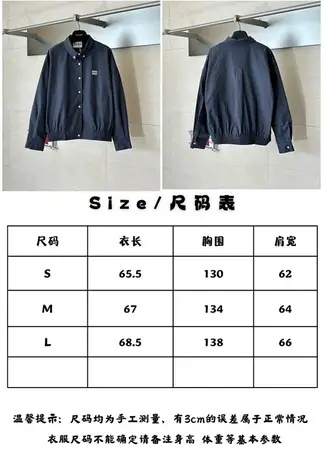 Size/尺码表
尺码 衣长 胸围 肩宽
S 65.5 130 62
M 67 134 64
L 68.5 138 66
温馨提示：尺码均为手工测量、有3cm的误差属于正常情况
衣服尺码不能确定请备注身高 体重等基本参数